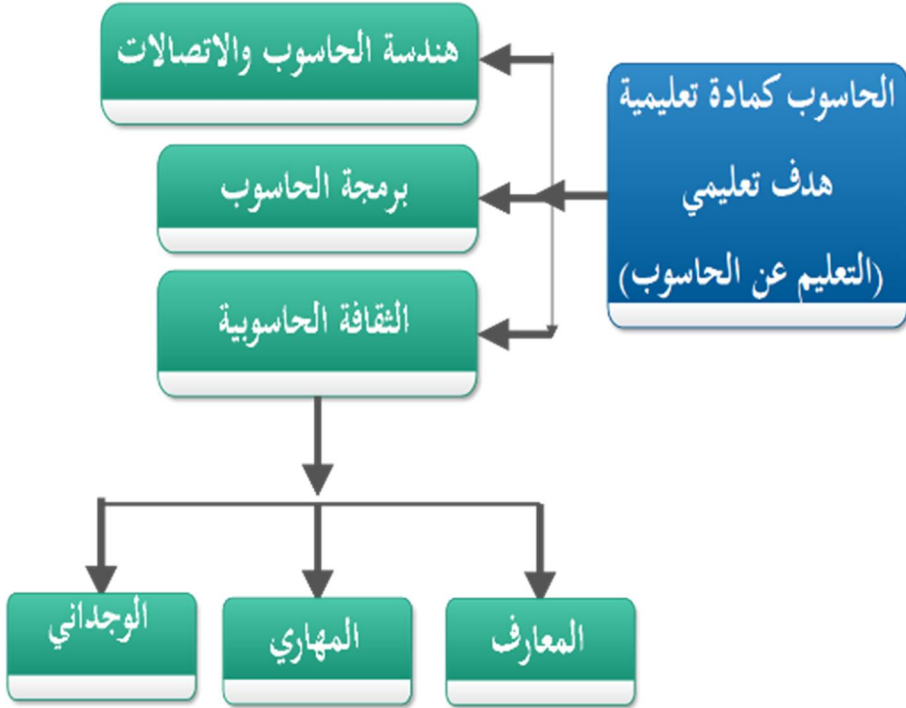 الحاسوب كمادة تعليمية
هدف تعليمي
(التعليم عن الحاسوب)
هندسة الحاسوب والاتصالات
برمجة الحاسوب
الثقافة الحاسوبية
المعارف
المهاري
الوجداني